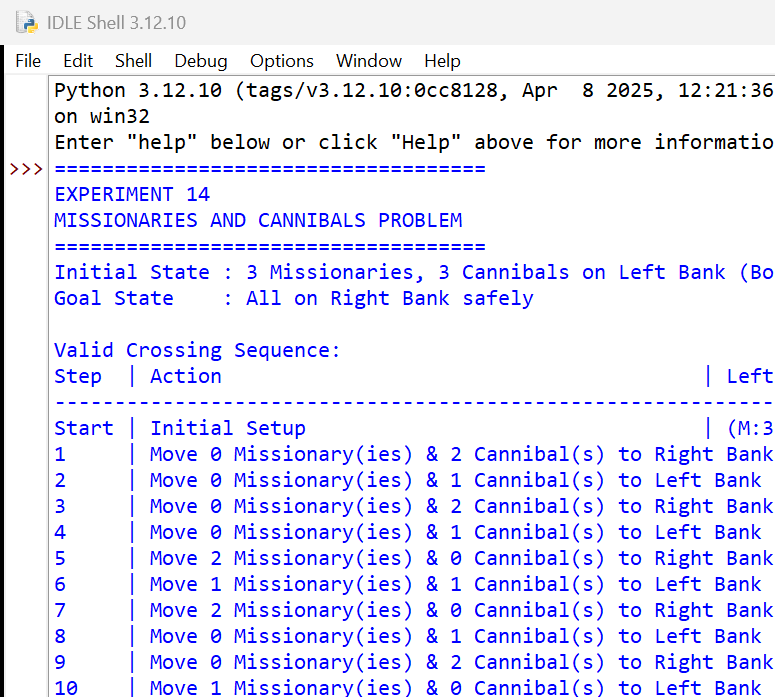 IDLE Shell 3.12.10
File Edit Shell Debug Options Window Help
Python 3.12.10 (tags/v3.12.10:0cc8128, Apr  8 2025, 12:21:36
on win32
Enter "help" below or click "Help" above for more informatio
>>> ====================================
EXPERIMENT 14
MISSIONARIES AND CANNIBALS PROBLEM
====================================
Initial State : 3 Missionaries, 3 Cannibals on Left Bank (Bo
Goal State    : All on Right Bank safely

Valid Crossing Sequence:
Step  | Action                                        | Left
------------------------------------------------------------
Start | Initial Setup                                 | (M:3
1     | Move 0 Missionary(ies) & 2 Cannibal(s) to Right Bank
2     | Move 0 Missionary(ies) & 1 Cannibal(s) to Left Bank
3     | Move 0 Missionary(ies) & 2 Cannibal(s) to Right Bank
4     | Move 0 Missionary(ies) & 1 Cannibal(s) to Left Bank
5     | Move 2 Missionary(ies) & 0 Cannibal(s) to Right Bank
6     | Move 1 Missionary(ies) & 1 Cannibal(s) to Left Bank
7     | Move 2 Missionary(ies) & 0 Cannibal(s) to Right Bank
8     | Move 0 Missionary(ies) & 1 Cannibal(s) to Left Bank
9     | Move 0 Missionary(ies) & 2 Cannibal(s) to Right Bank
10    | Move 1 Missionary(ies) & 0 Cannibal(s) to Left Bank